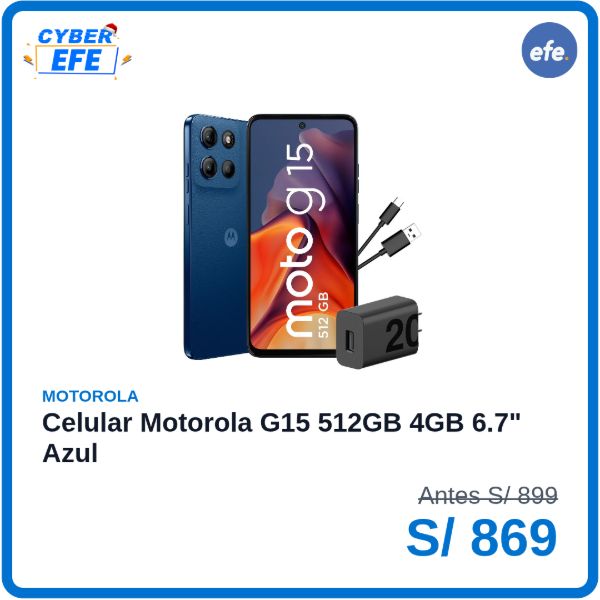 CYBER
EFE
efe.
moto g 15
512 GB
20
MOTOROLA
Celular Motorola G15 512GB 4GB 6.7"
Azul
Antes S/ 899
S/ 869